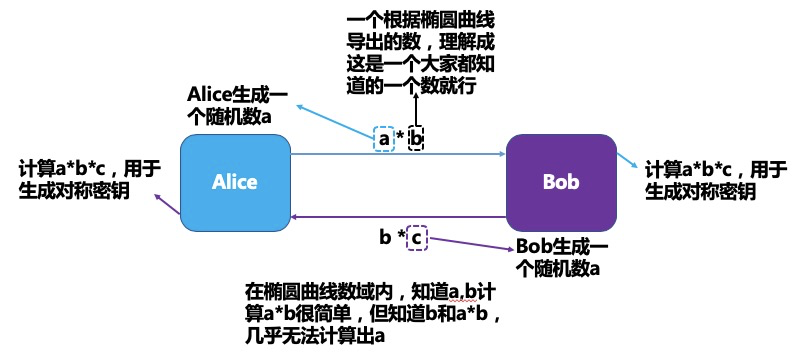 一个根据椭圆曲线
导出的数，理解成
这是一个大家都知
道的一个数就行
Alice生成一
个随机数a
a * b
计算a*b*c，用于
生成对称密钥
Alice
Bob
计算a*b*c，用于
生成对称密钥
b * c
Bob生成一
个随机数a
在椭圆曲线数域内，知道a,b计
算a*b很简单，但知道b和a*b，
几乎无法计算出a